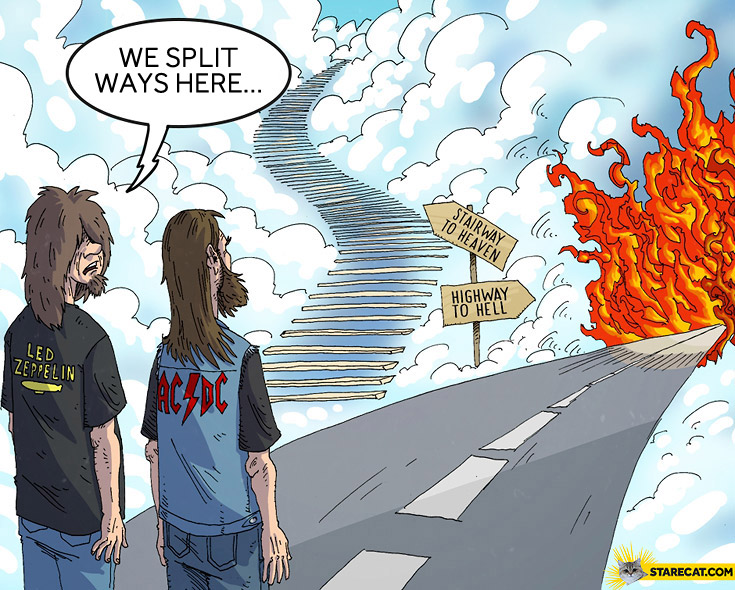 WE SPLIT
WAYS HERE...
STAIRWAY
TO HEAVEN
HIGHWAY
TO HELL
LED
ZEPPELIN
AC DC
STARECAT.COM